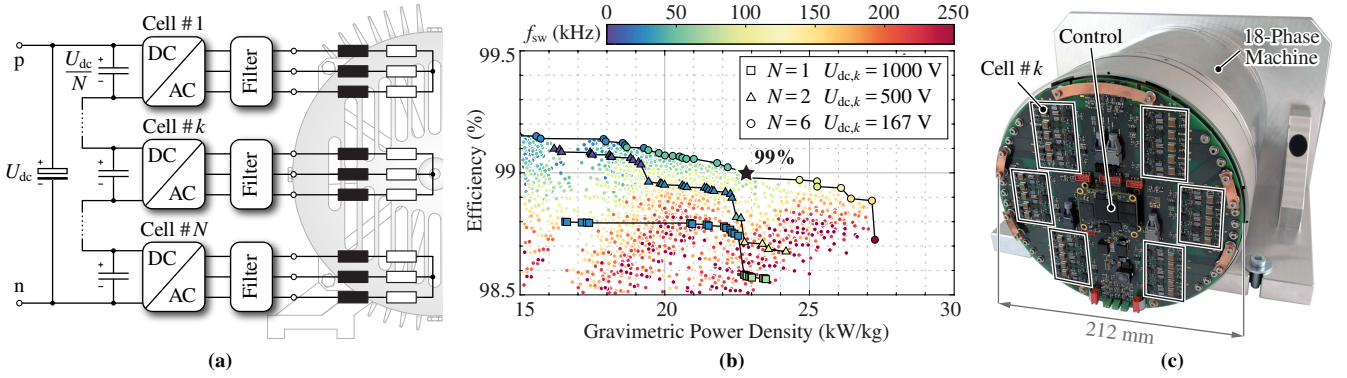 Cell #1
p
U_dc
N
+
−
DC
AC
Filter
Cell #k
U_dc
+
−
+
−
DC
AC
Filter
Cell #N
n
+
−
DC
AC
Filter
(a)
f_sw (kHz)
0 50 100 150 200 250
99.5
99
98.5
Efficiency (%)
N = 1 U_dc,k = 1000 V
N = 2 U_dc,k = 500 V
N = 6 U_dc,k = 167 V
99%
15 20 25 30
Gravimetric Power Density (kW/kg)
(b)
Control
18-Phase
Machine
Cell #k
212 mm
(c)